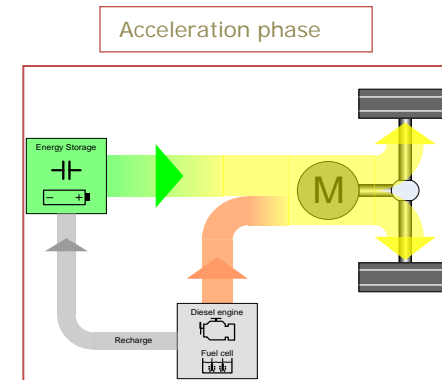 Acceleration phase
Energy Storage
− +
M
Diesel engine
Recharge
Fuel cell